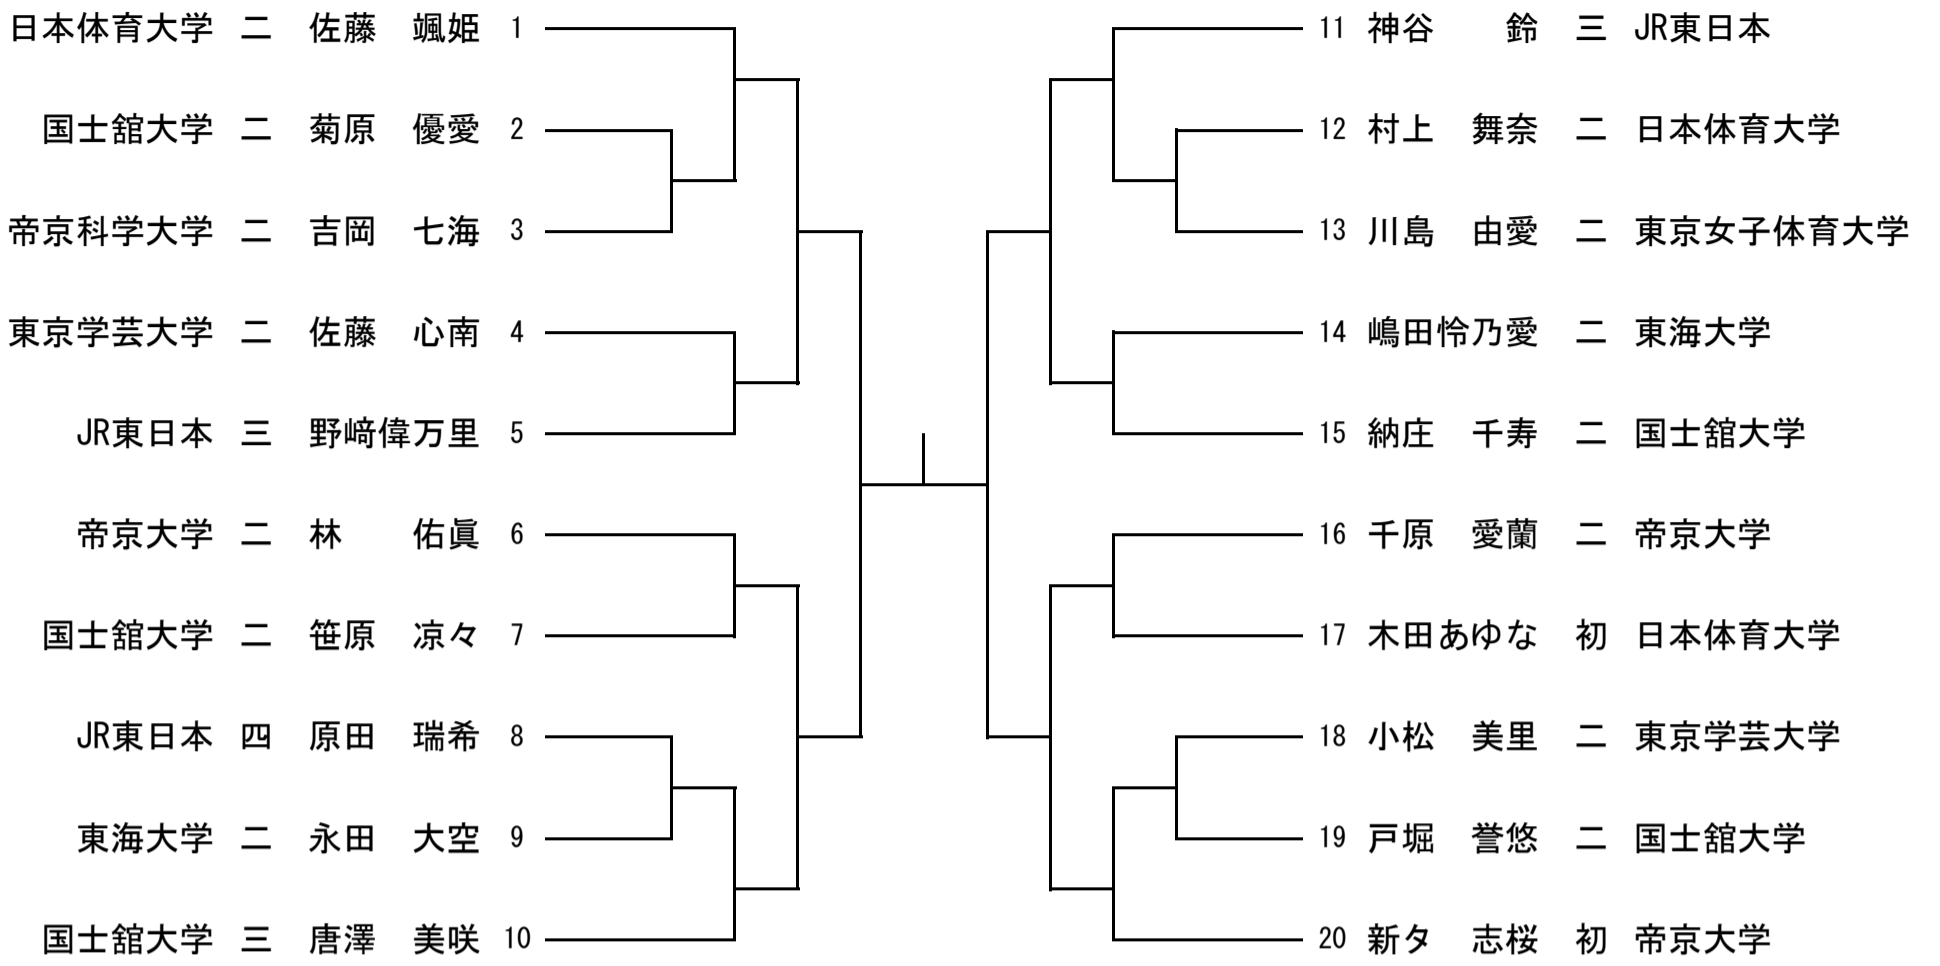 日本体育大学 二 佐藤 颯姫 1
国士舘大学 二 菊原 優愛 2
帝京科学大学 二 吉岡 七海 3
東京学芸大学 二 佐藤 心南 4
JR東日本 三 野﨑偉万里 5
帝京大学 二 林 佑眞 6
国士舘大学 二 笹原 凉々 7
JR東日本 四 原田 瑞希 8
東海大学 二 永田 大空 9
国士舘大学 三 唐澤 美咲 10
11 神谷 鈴 三 JR東日本
12 村上 舞奈 二 日本体育大学
13 川島 由愛 二 東京女子体育大学
14 嶋田怜乃愛 二 東海大学
15 納庄 千寿 二 国士舘大学
16 千原 愛蘭 二 帝京大学
17 木田あゆな 初 日本体育大学
18 小松 美里 二 東京学芸大学
19 戸堀 誉悠 二 国士舘大学
20 新タ 志桜 初 帝京大学